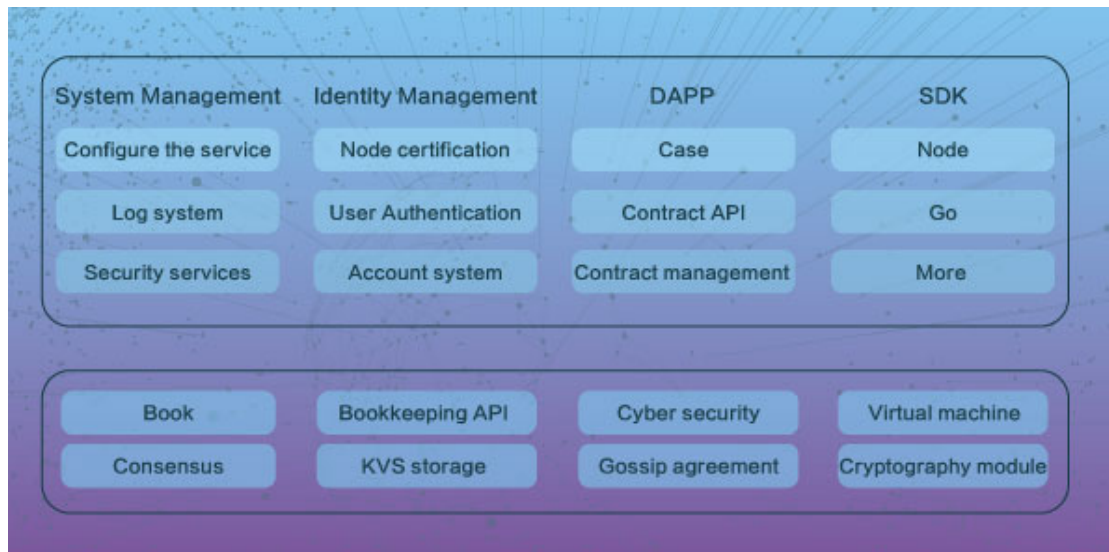 System Management Identity Management DAPP SDK
Configure the service Node certification Case Node
Log system User Authentication Contract API Go
Security services Account system Contract management More
Book Bookkeeping API Cyber security Virtual machine
Consensus KVS storage Gossip agreement Cryptography module